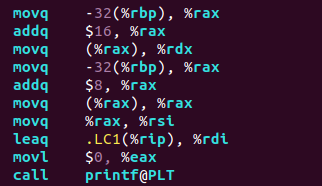 movq -32(%rbp), %rax
addq $16, %rax
movq (%rax), %rdx
movq -32(%rbp), %rax
addq $8, %rax
movq (%rax), %rax
movq %rax, %rsi
leaq .LC1(%rip), %rdi
movl $0, %eax
call printf@PLT